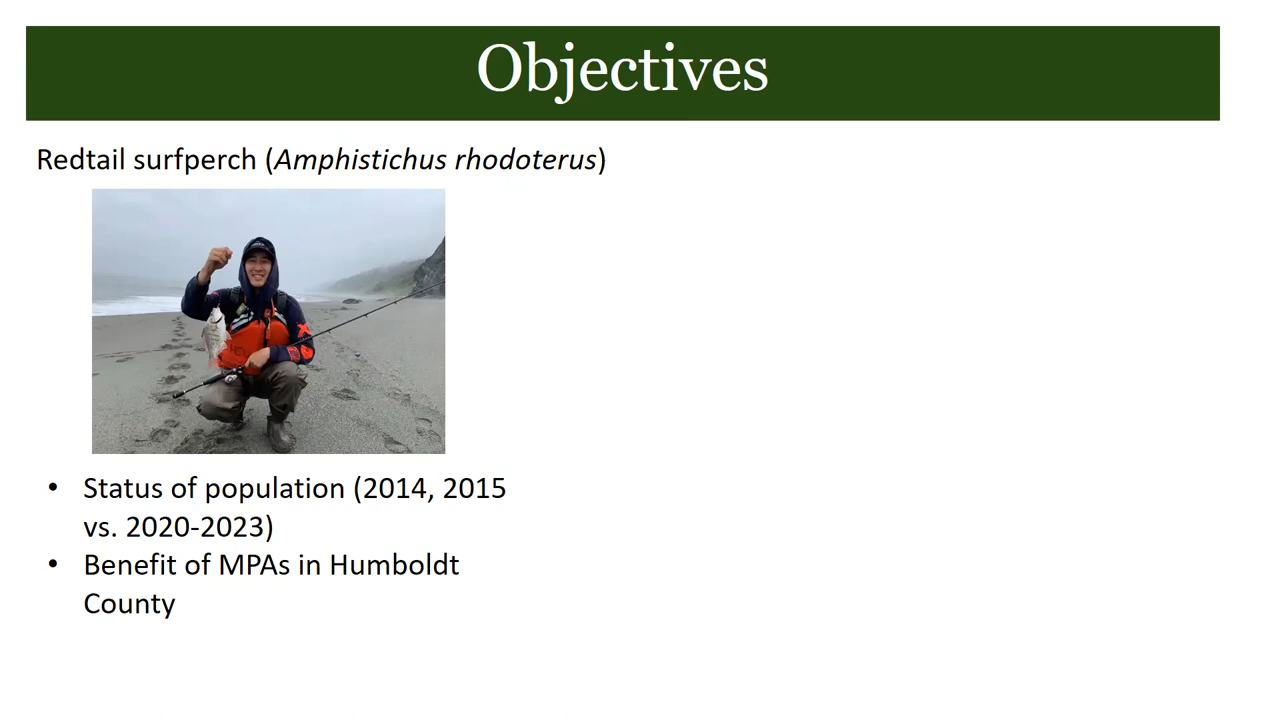 Objectives
Redtail surfperch (Amphistichus rhodoterus)
• Status of population (2014, 2015
vs. 2020-2023)
• Benefit of MPAs in Humboldt
County